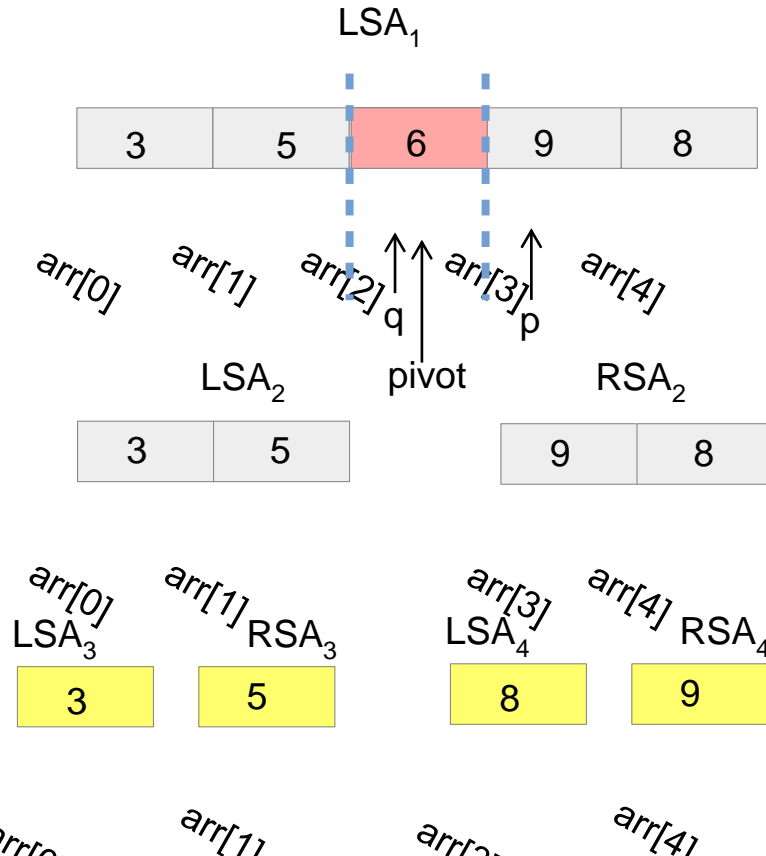 LSA₁
3 5 6 9 8
arr[0] arr[1] arr[2] arr[3] arr[4]
q p
pivot
LSA₂ RSA₂
3 5 9 8
arr[0] arr[1] arr[3] arr[4]
LSA₃ RSA₃ LSA₄ RSA₄
3 5 8 9
arr[1] arr[4]